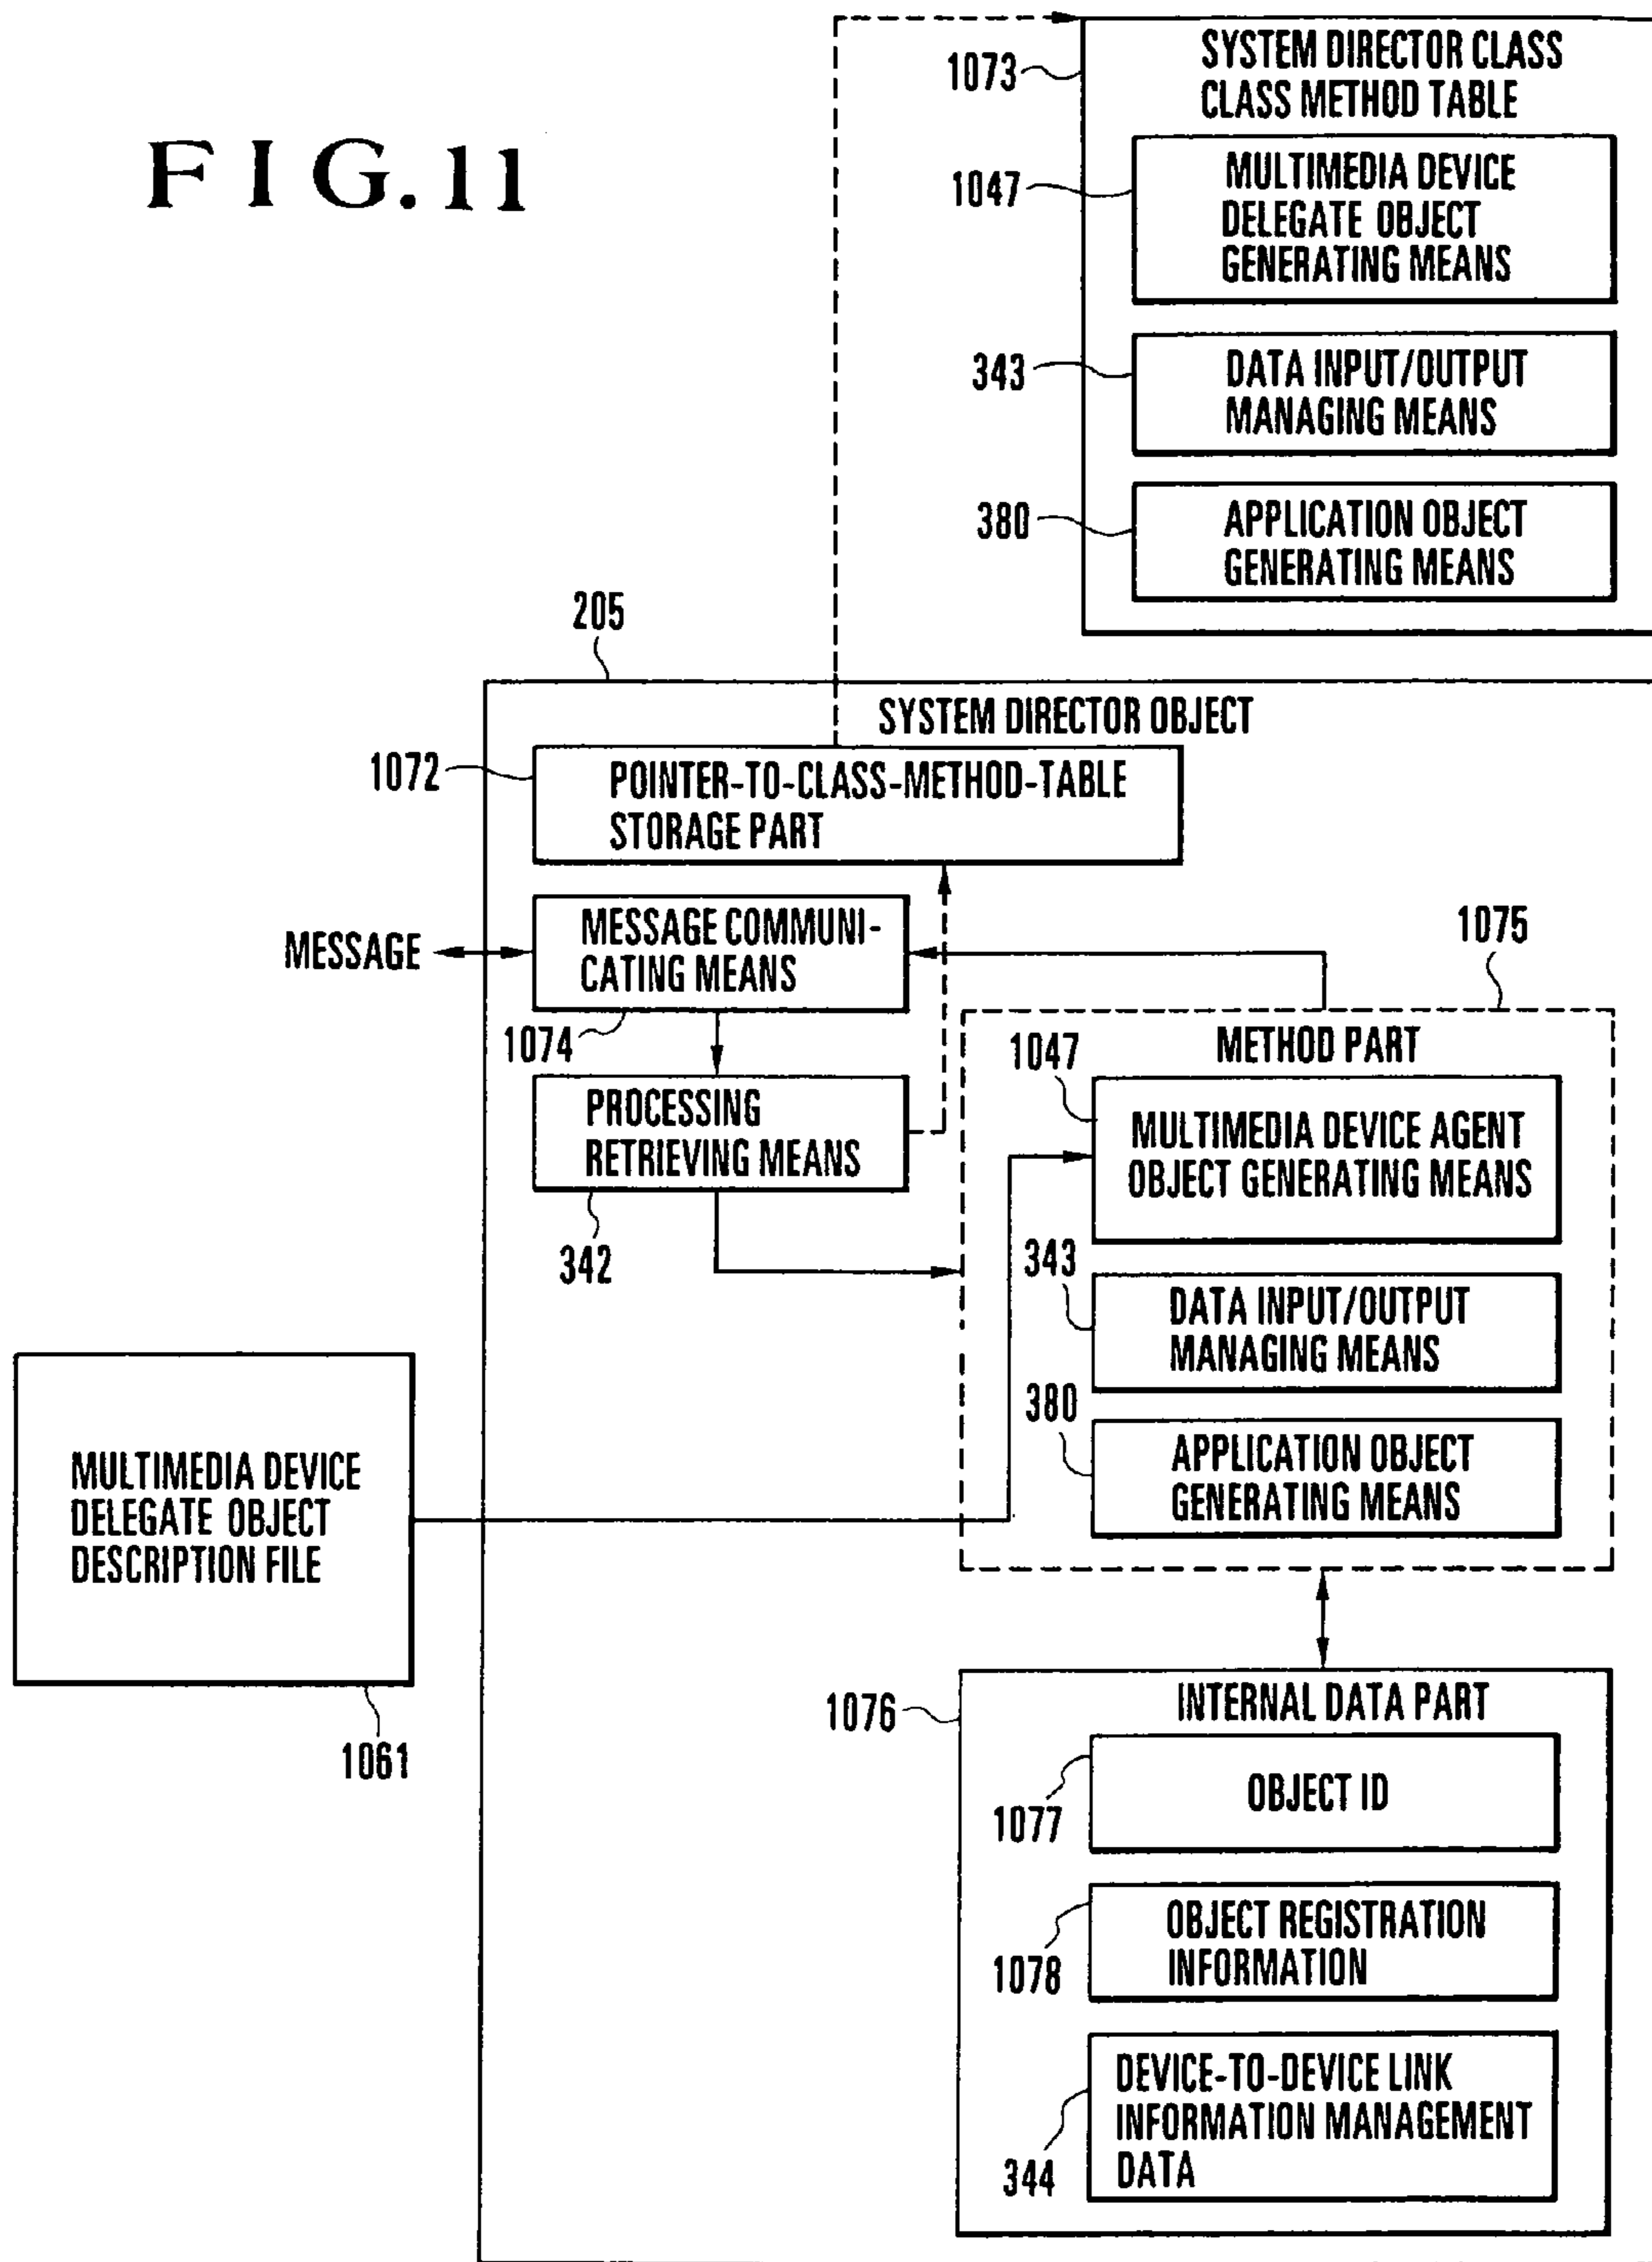 FIG.11
1073
SYSTEM DIRECTOR CLASS
CLASS METHOD TABLE
1047
MULTIMEDIA DEVICE
DELEGATE OBJECT
GENERATING MEANS
343
DATA INPUT/OUTPUT
MANAGING MEANS
380
APPLICATION OBJECT
GENERATING MEANS
205
SYSTEM DIRECTOR OBJECT
1072
POINTER-TO-CLASS-METHOD-TABLE
STORAGE PART
MESSAGE
MESSAGE COMMUNI-
CATING MEANS
1074
PROCESSING
RETRIEVING MEANS
342
1075
METHOD PART
1047
MULTIMEDIA DEVICE AGENT
OBJECT GENERATING MEANS
343
DATA INPUT/OUTPUT
MANAGING MEANS
380
APPLICATION OBJECT
GENERATING MEANS
MULTIMEDIA DEVICE
DELEGATE OBJECT
DESCRIPTION FILE
1061
1076
INTERNAL DATA PART
1077
OBJECT ID
1078
OBJECT REGISTRATION
INFORMATION
344
DEVICE-TO-DEVICE LINK
INFORMATION MANAGEMENT
DATA